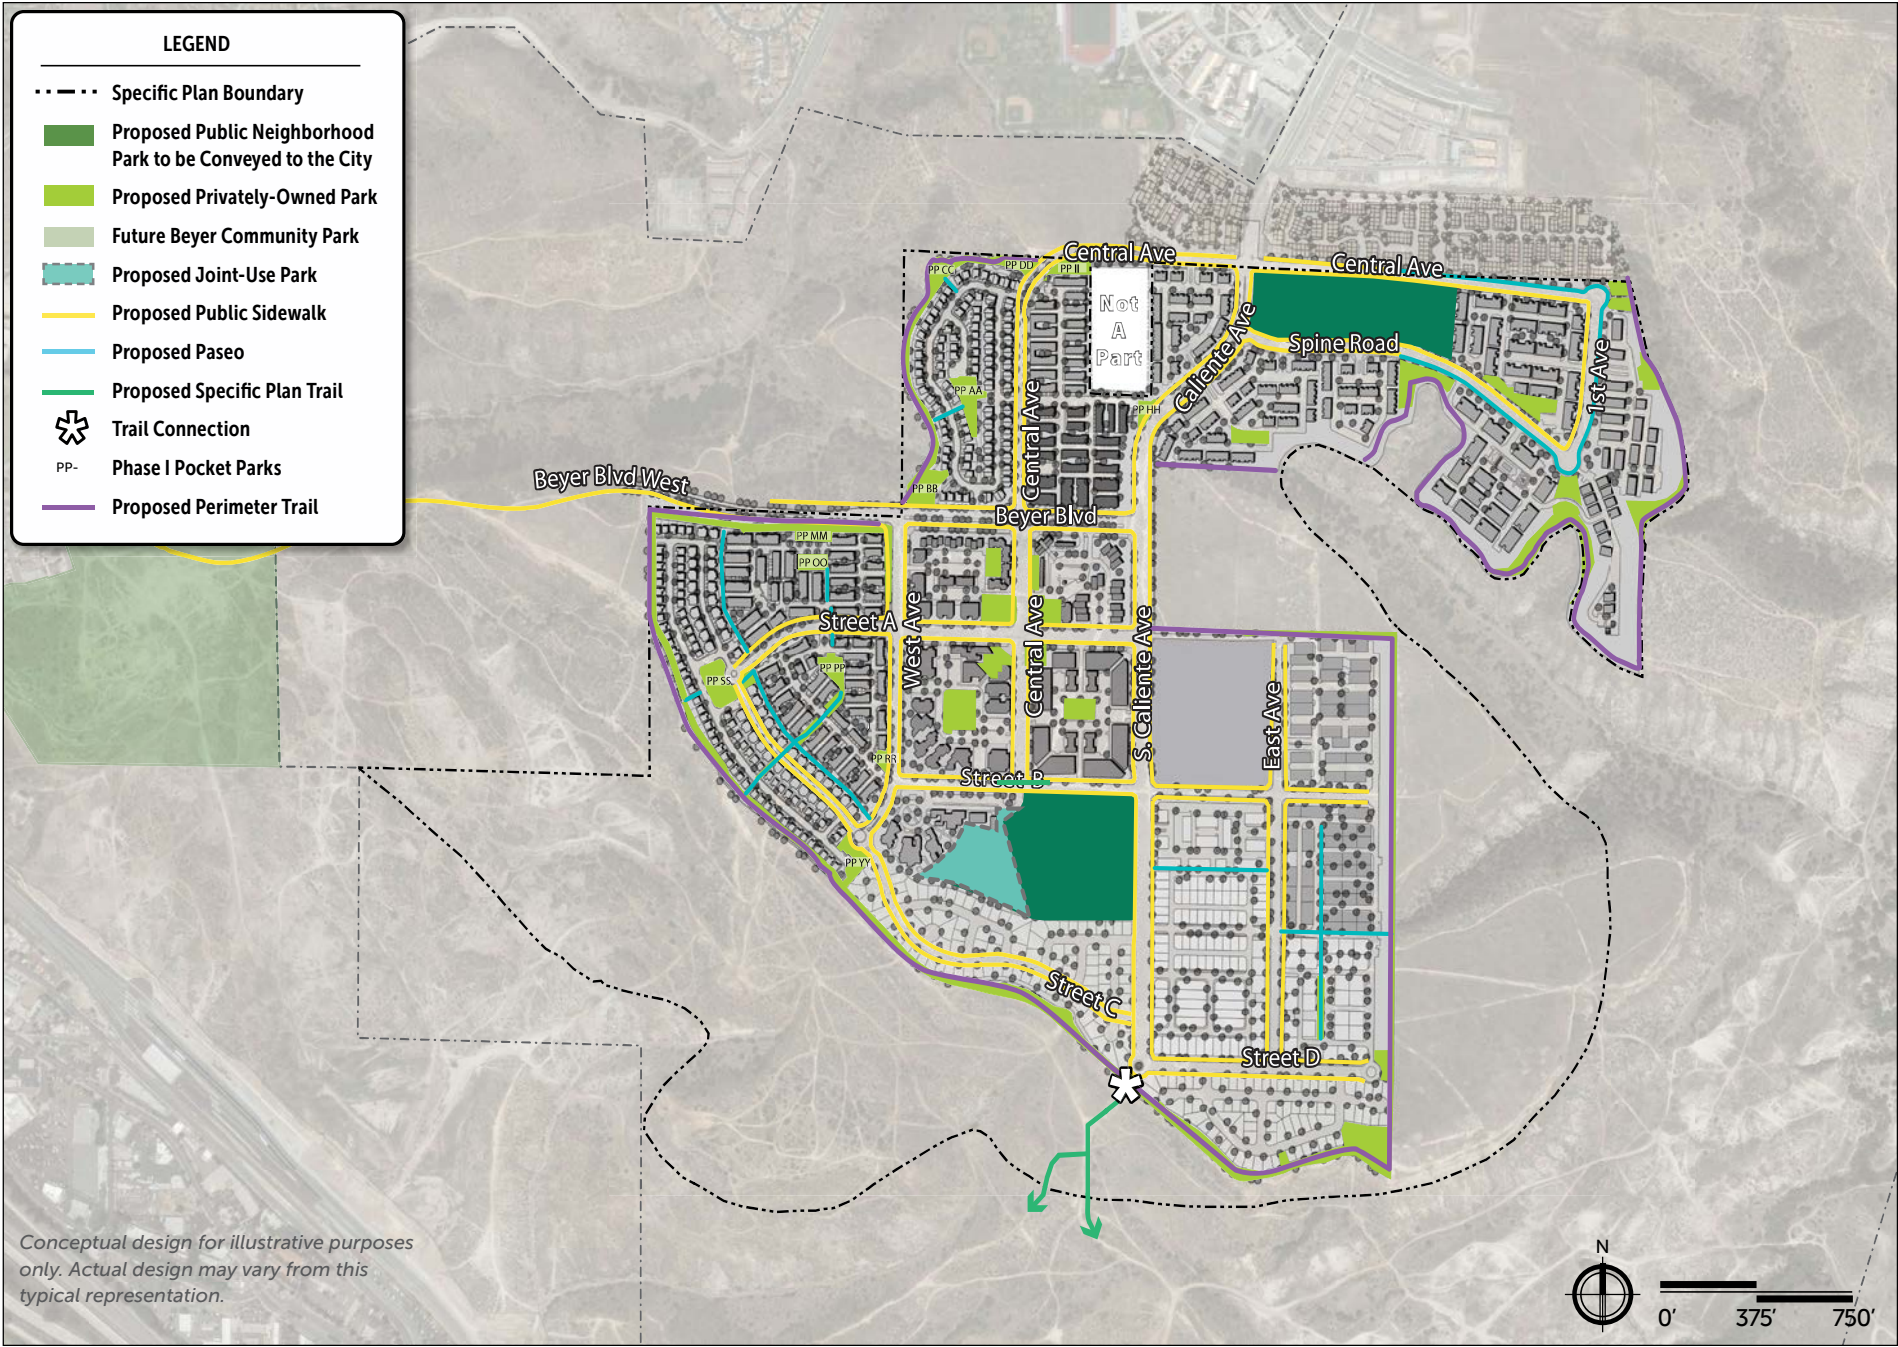 LEGEND
Specific Plan Boundary
Proposed Public Neighborhood
Park to be Conveyed to the City
Proposed Privately-Owned Park
Future Beyer Community Park
Proposed Joint-Use Park
Proposed Public Sidewalk
Proposed Paseo
Proposed Specific Plan Trail
Trail Connection
PP- Phase I Pocket Parks
Proposed Perimeter Trail
Central Ave
Central Ave
PP CC
PP DD
PP II
Not
A
Part
Caliente Ave
Spine Road
1st Ave
PP AA
Central Ave
PP HH
Beyer Blvd West
PP BB
Beyer Blvd
PP MM
PP OO
Street A
West Ave
Central Ave
S. Caliente Ave
East Ave
PP PP
PP SS
PP RR
Street B
PP YY
Street C
Street D
Conceptual design for illustrative purposes
only. Actual design may vary from this
typical representation.
N
0' 375' 750'